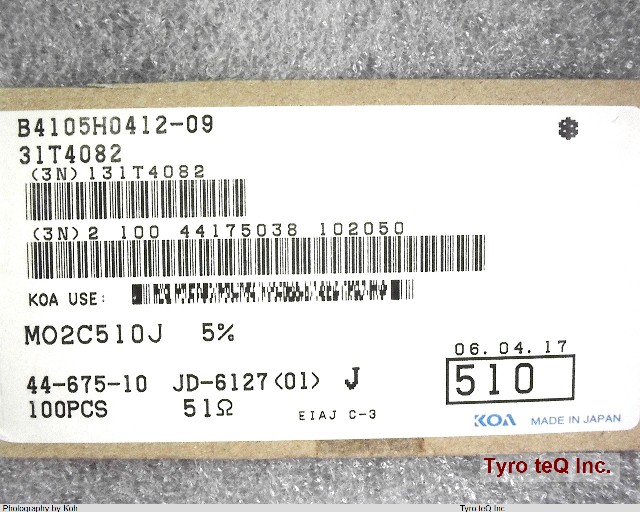 B4105H0412-09
31T4082
(3N) 131T4082
(3N) 2 100 44175038 102050
KOA USE:
MO2C510J 5%
06.04.17
44-675-10 JD-6127(01) J
510
100PCS 51Ω EIAJ C-3
KOA MADE IN JAPAN
Tyro teQ Inc.
Photography by Koh Tyro teQ Inc